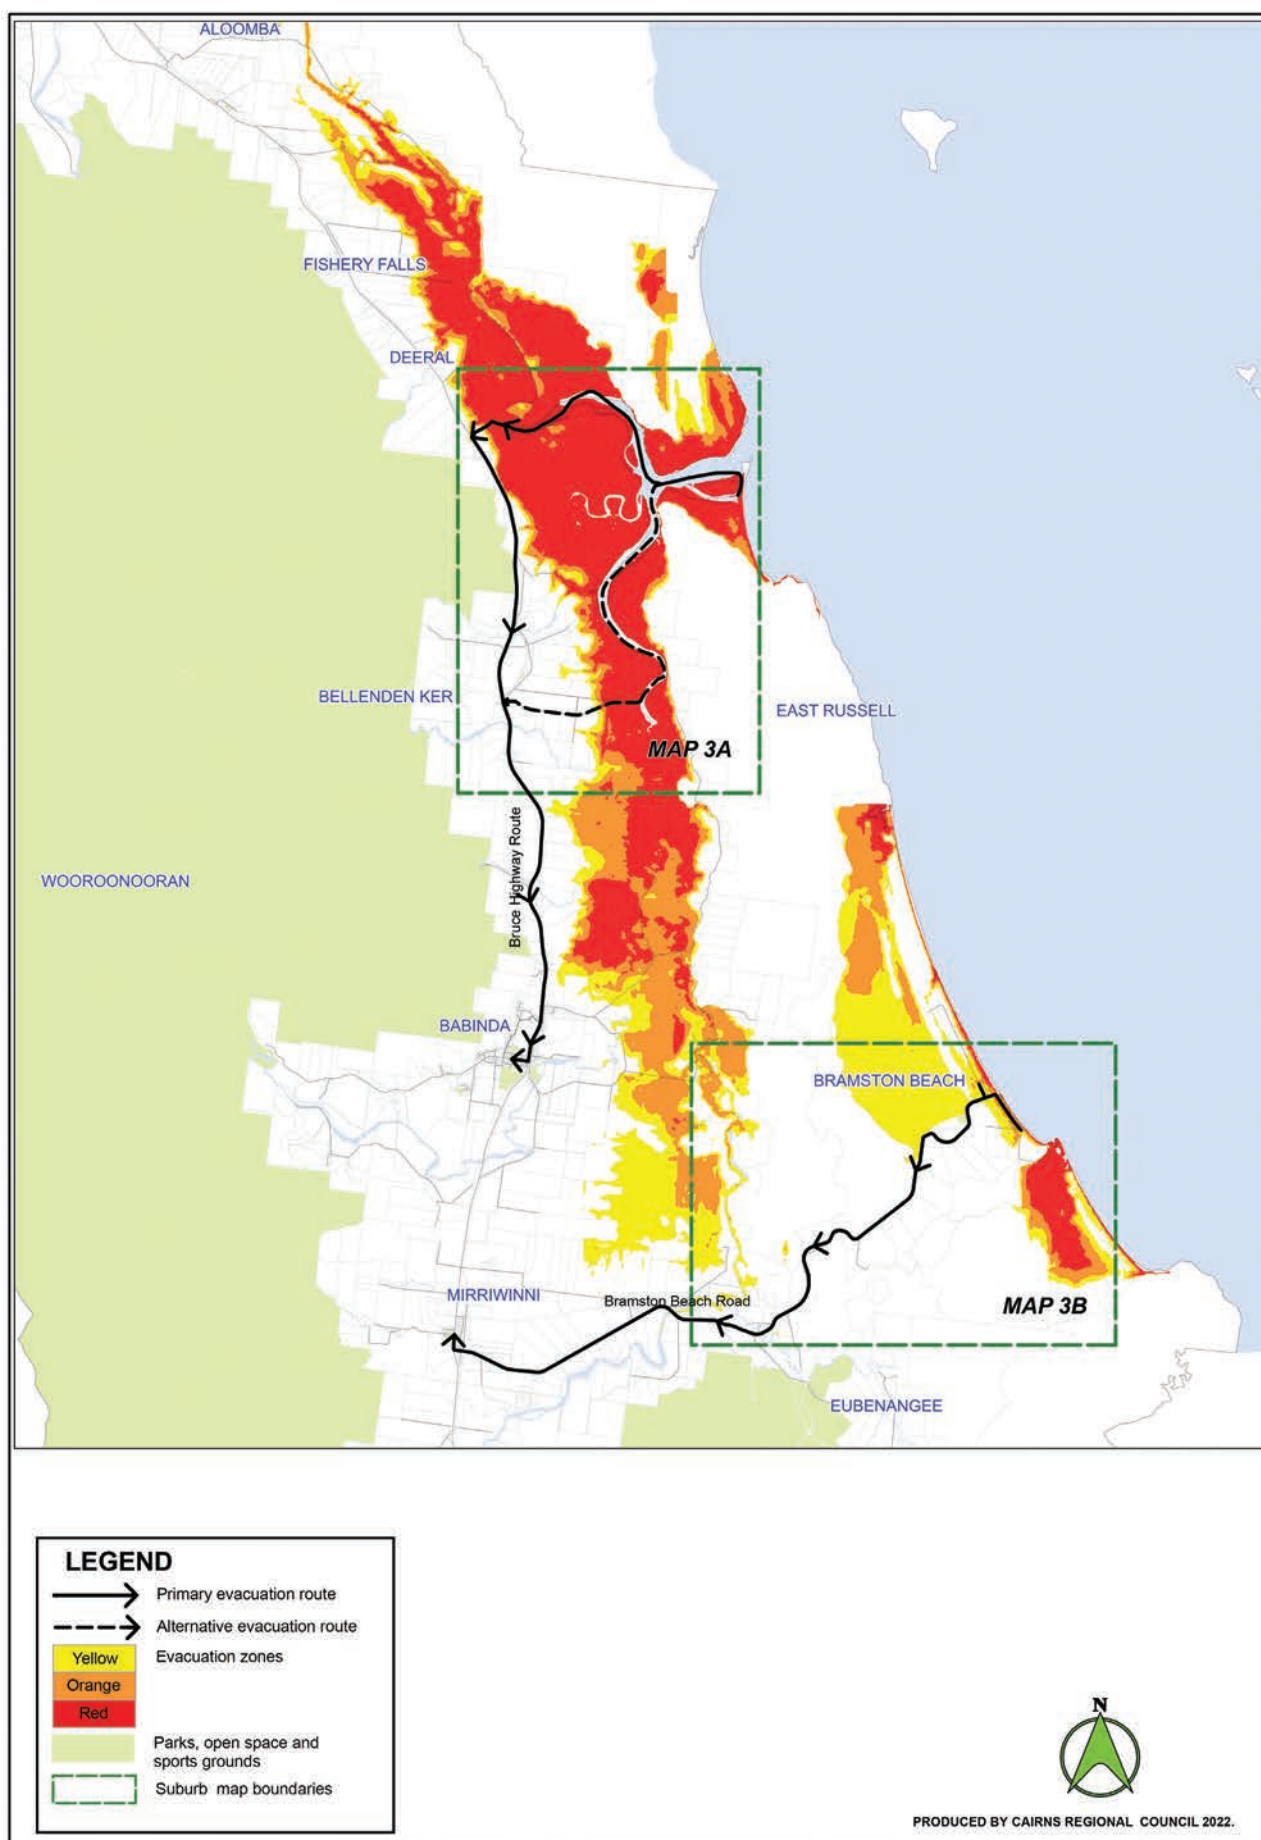 ALOOMBA
FISHERY FALLS
DEERAL
BELLENDEN KER
EAST RUSSELL
MAP 3A
Bruce Highway Route
WOOROONOORAN
BABINDA
BRAMSTON BEACH
MIRRIWINNI
Bramston Beach Road
MAP 3B
EUBENANGEE
LEGEND
Primary evacuation route
Alternative evacuation route
Yellow
Evacuation zones
Orange
Red
Parks, open space and
sports grounds
Suburb map boundaries
N
PRODUCED BY CAIRNS REGIONAL COUNCIL 2022.